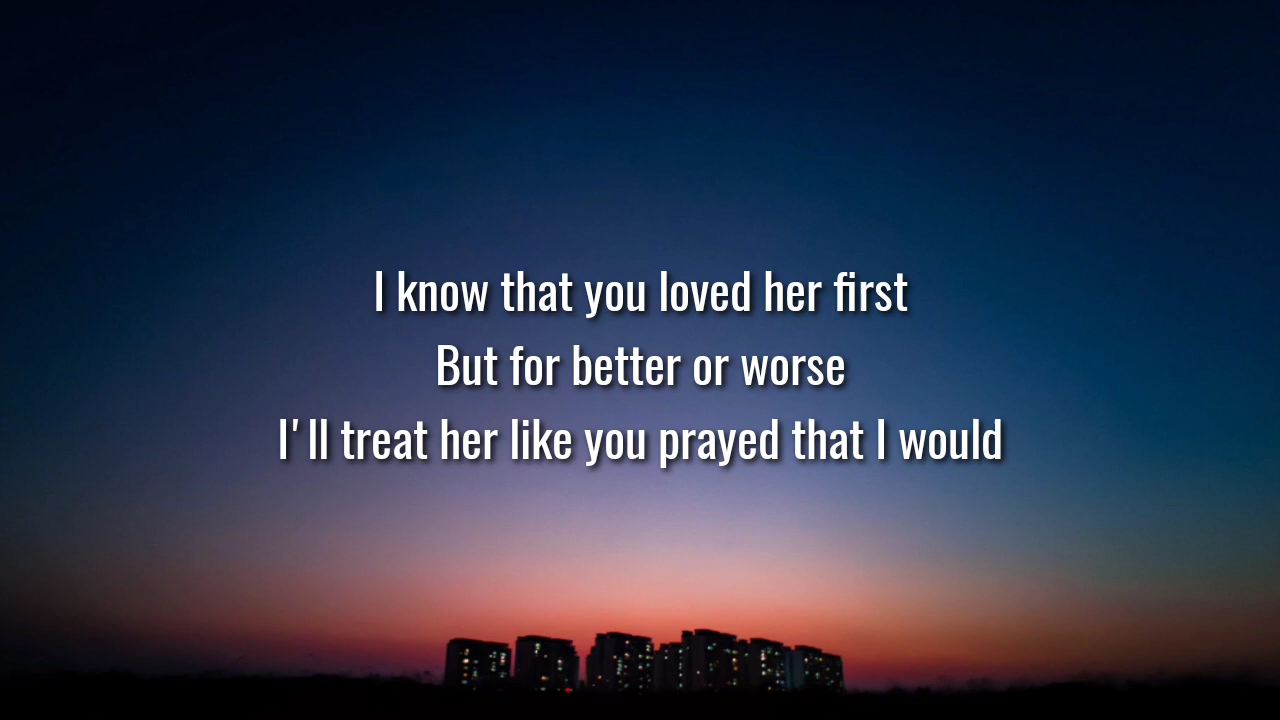 I know that you loved her first
But for better or worse
I'll treat her like you prayed that I would